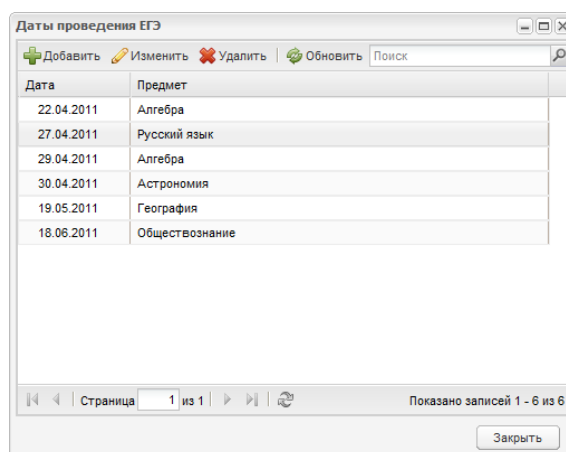 Даты проведения ЕГЭ
Добавить Изменить Удалить Обновить Поиск
Дата Предмет
22.04.2011 Алгебра
27.04.2011 Русский язык
29.04.2011 Алгебра
30.04.2011 Астрономия
19.05.2011 География
18.06.2011 Обществознание
Страница 1 из 1 Показано записей 1 - 6 из 6
Закрыть